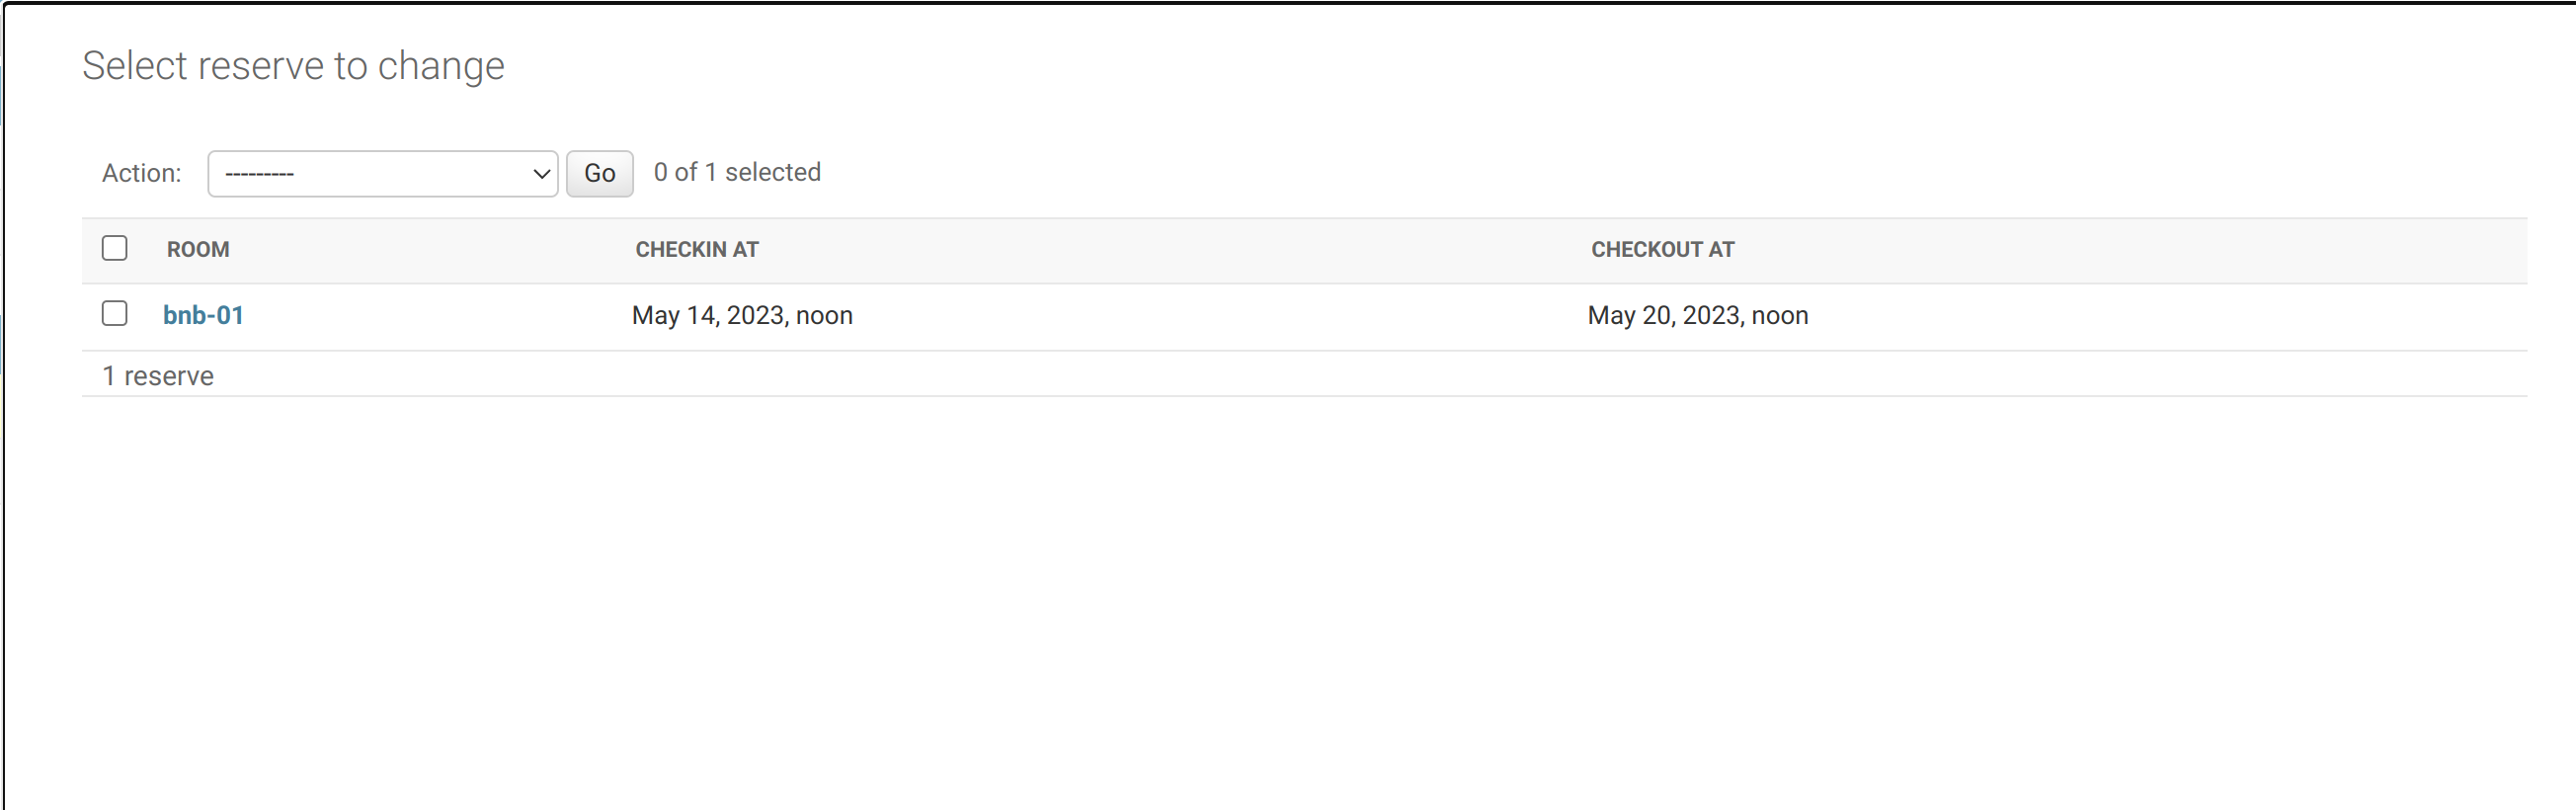 Select reserve to change
Action: --------- Go 0 of 1 selected
ROOM CHECKIN AT CHECKOUT AT
bnb-01 May 14, 2023, noon May 20, 2023, noon
1 reserve